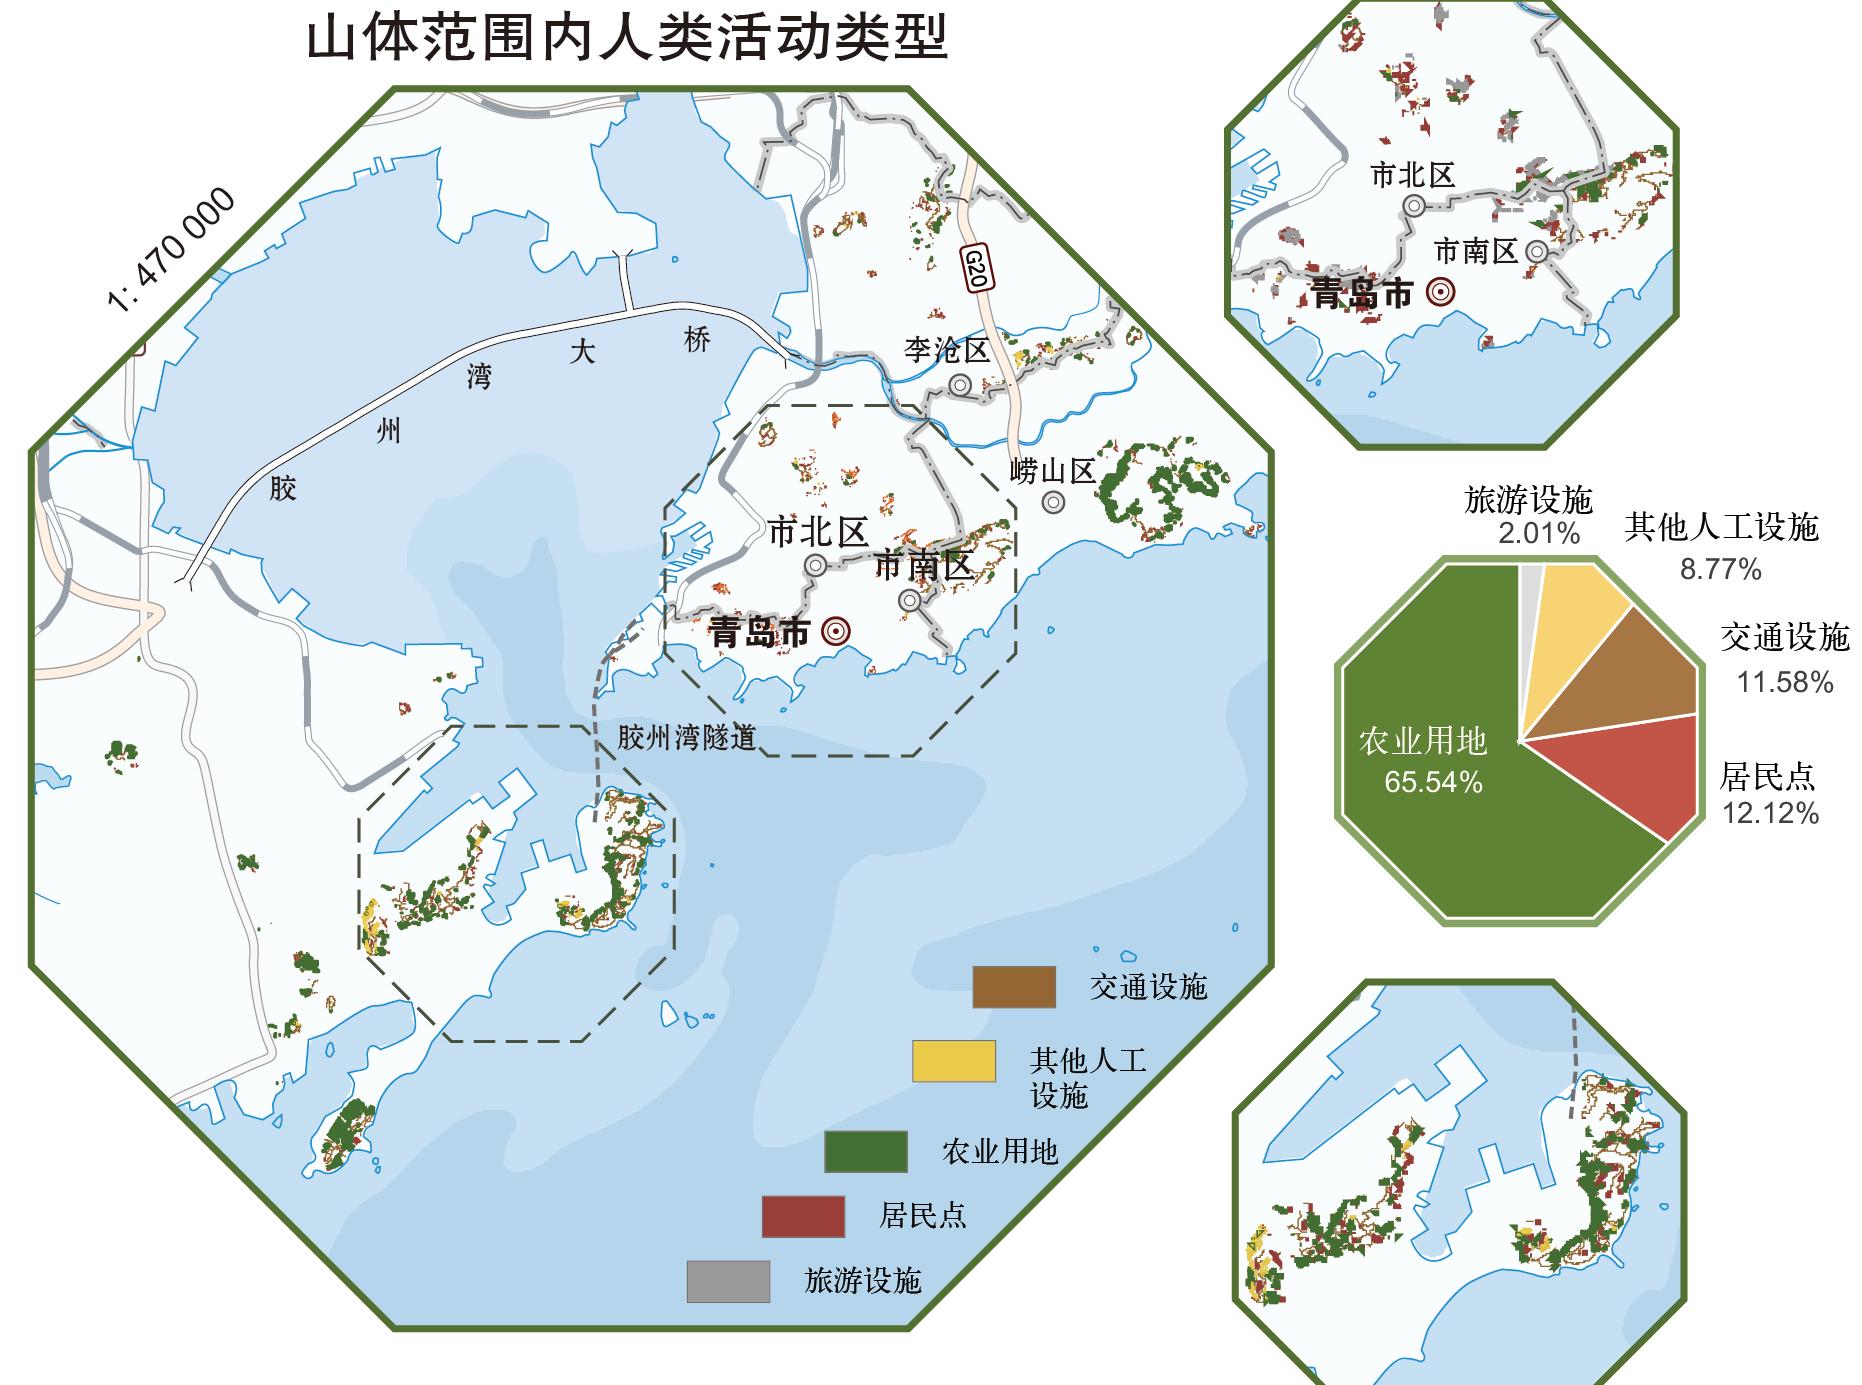 山体范围内人类活动类型
1: 470 000
G20
胶州湾大桥
李沧区
崂山区
市北区
市南区
青岛市
胶州湾隧道
交通设施
其他人工
设施
农业用地
居民点
旅游设施
市北区
市南区
青岛市
旅游设施
2.01%
其他人工设施
8.77%
交通设施
11.58%
农业用地
65.54%
居民点
12.12%